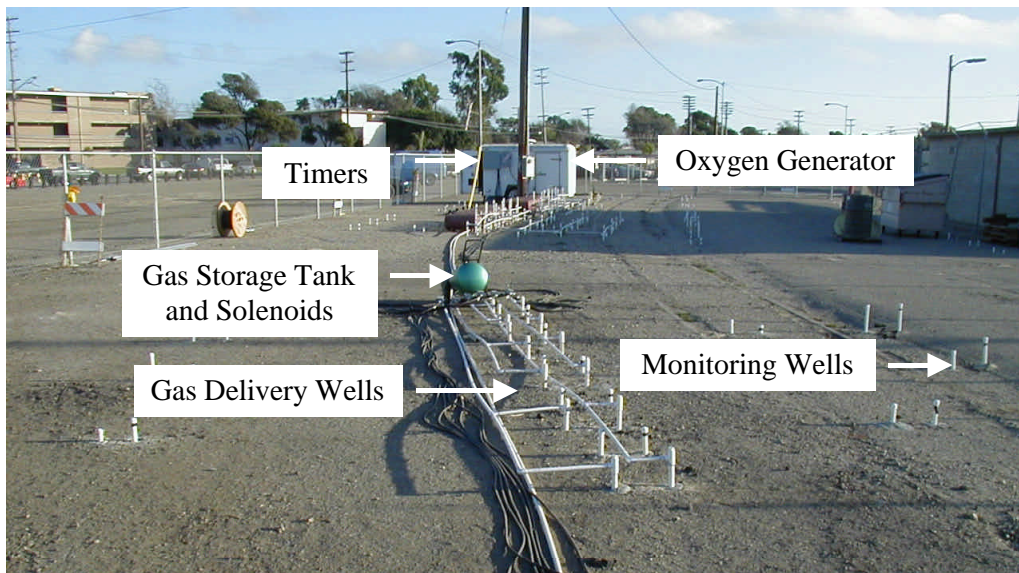 Timers
Oxygen Generator
Gas Storage Tank
and Solenoids
Monitoring Wells
Gas Delivery Wells